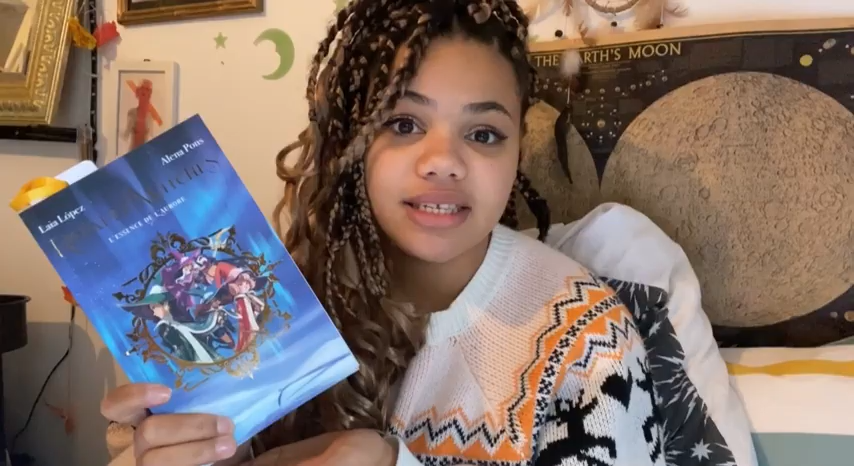 THE EARTH'S MOON
Alena Pons
Laia López
L'ESSENCE DE L'AURORE